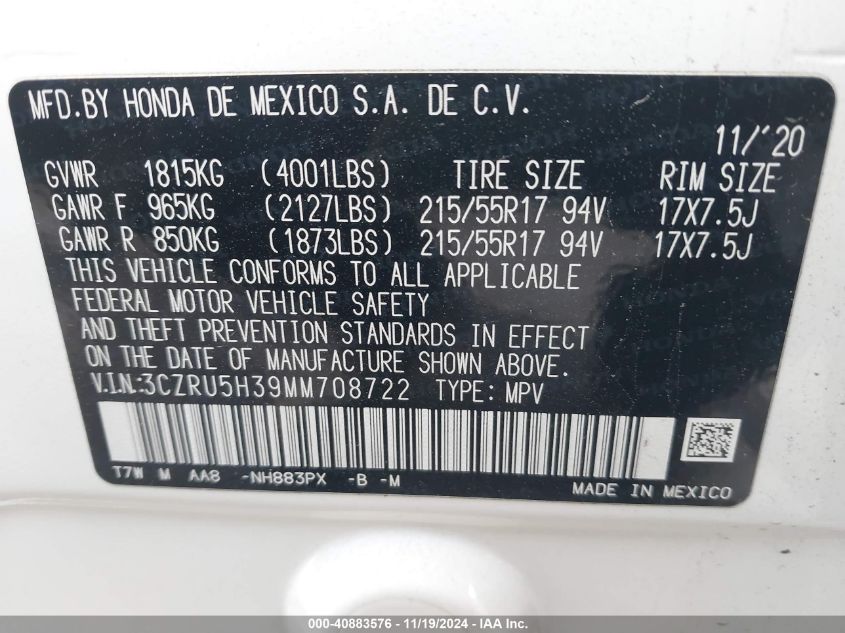 MFD.BY HONDA DE MEXICO S.A. DE C.V.
11/'20
GVWR 1815KG (4001LBS) TIRE SIZE RIM SIZE
GAWR F 965KG (2127LBS) 215/55R17 94V 17X7.5J
GAWR R 850KG (1873LBS) 215/55R17 94V 17X7.5J
THIS VEHICLE CONFORMS TO ALL APPLICABLE
FEDERAL MOTOR VEHICLE SAFETY
AND THEFT PREVENTION STANDARDS IN EFFECT
ON THE DATE OF MANUFACTURE SHOWN ABOVE.
V.I.N.:3CZRU5H39MM708722 TYPE: MPV
T7W M AA8 -NH883PX -B -M
MADE IN MEXICO
000-40883576 - 11/19/2024 - IAA Inc.